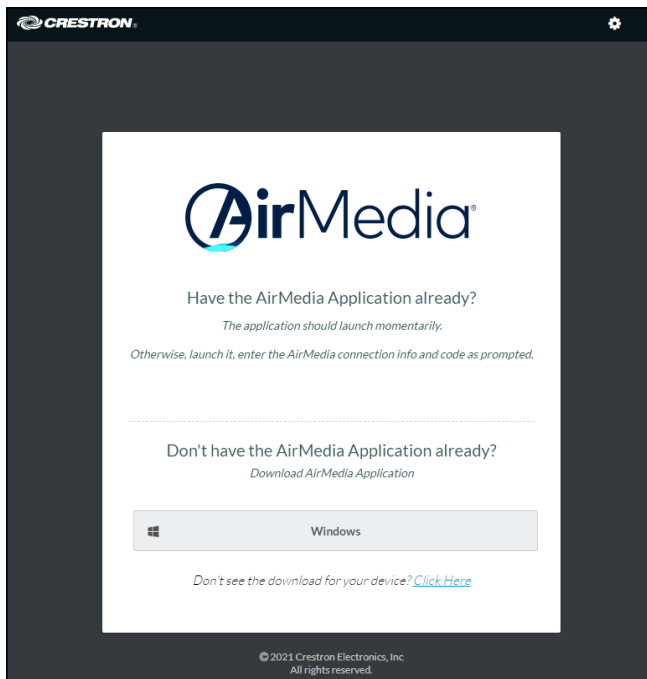 CRESTRON®
AirMedia®
Have the AirMedia Application already?
The application should launch momentarily.
Otherwise, launch it, enter the AirMedia connection info and code as prompted.
Don't have the AirMedia Application already?
Download AirMedia Application
Windows
Don't see the download for your device? Click Here
© 2021 Crestron Electronics, Inc
All rights reserved.